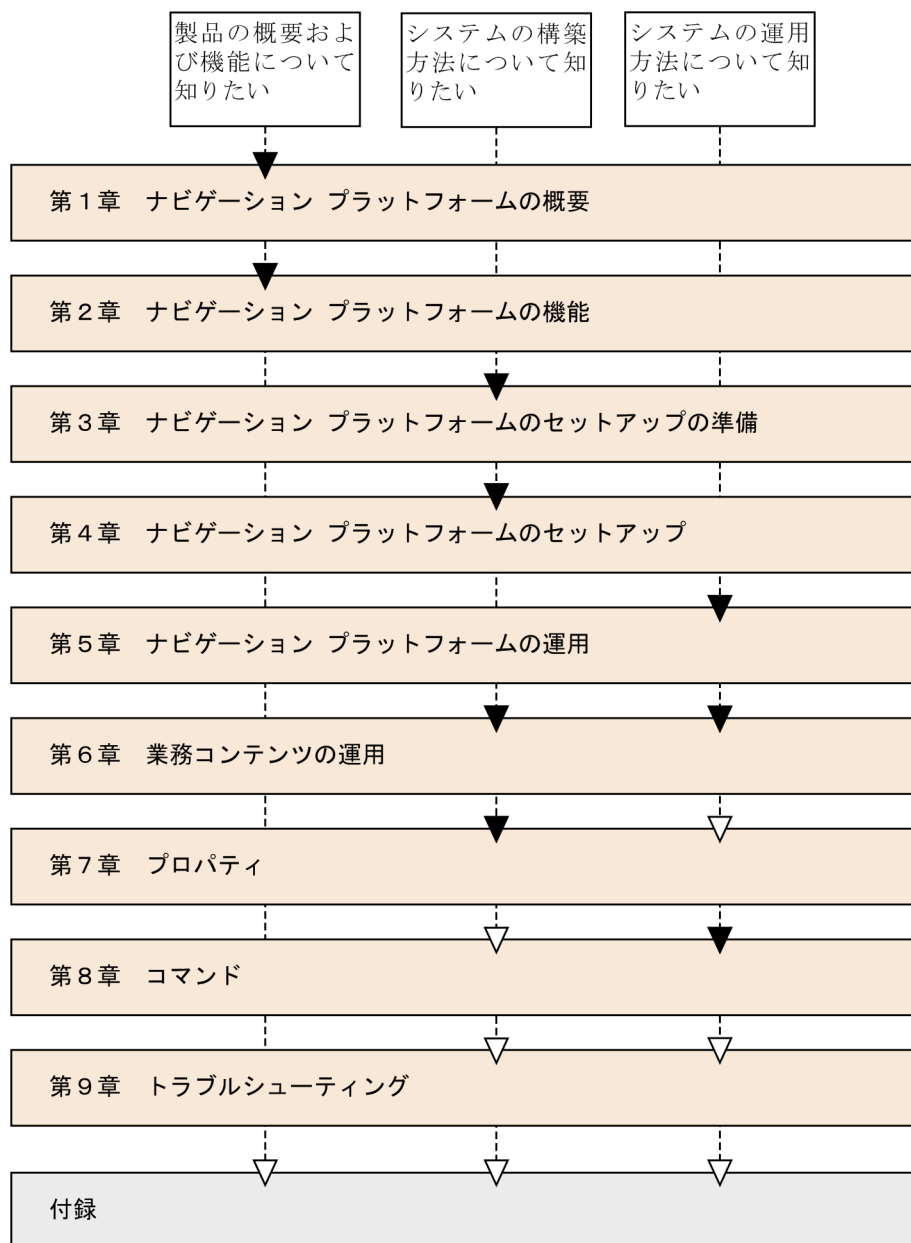 製品の概要およ
び機能について
知りたい
システムの構築
方法について知
りたい
システムの運用
方法について知
りたい
第１章　ナビゲーション プラットフォームの概要
第２章　ナビゲーション プラットフォームの機能
第３章　ナビゲーション プラットフォームのセットアップの準備
第４章　ナビゲーション プラットフォームのセットアップ
第５章　ナビゲーション プラットフォームの運用
第６章　業務コンテンツの運用
第７章　プロパティ
第８章　コマンド
第９章　トラブルシューティング
付録